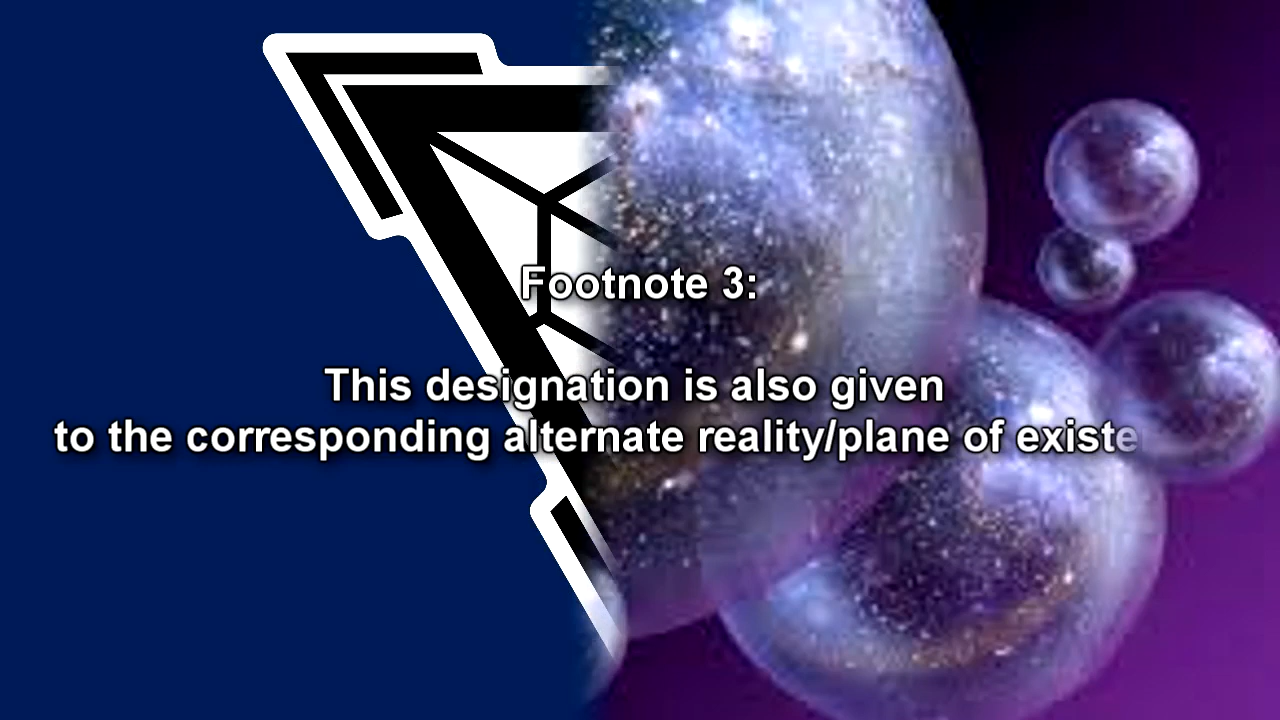 Footnote 3:
This designation is also given
to the corresponding alternate reality/plane of existe